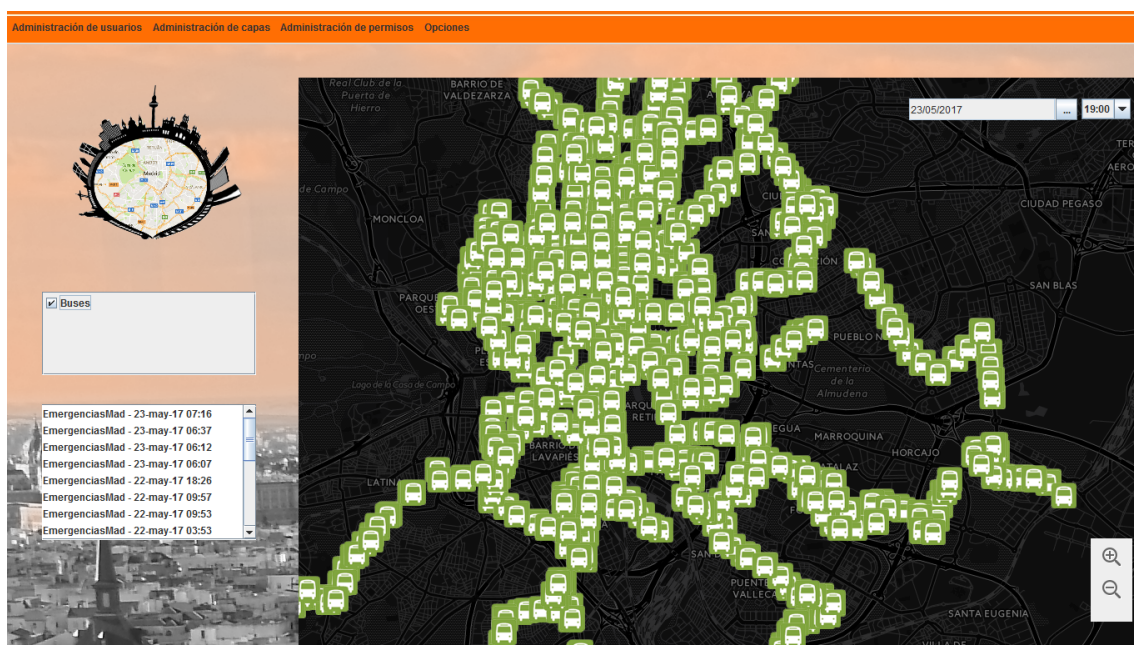 Administración de usuarios Administración de capas Administración de permisos Opciones
Real Club de la
Puerta de
Hierro
BARRIO DE
VALDEZARZA
23/05/2017 ... 19:00
CIUDAD PEGASO
MONCLOA
SAN BLAS
Buses
PUEBLO N
Lago de la Casa de Campo
Cementerio
de la
Almudena
EmergenciasMad - 23-may-17 07:16
EmergenciasMad - 23-may-17 06:37
EmergenciasMad - 23-may-17 06:12
EmergenciasMad - 23-may-17 06:07
EmergenciasMad - 22-may-17 18:26
EmergenciasMad - 22-may-17 09:57
EmergenciasMad - 22-may-17 09:53
EmergenciasMad - 22-may-17 03:53
MARROQUINA
HORCAJO
BARRIO D
LAVAPIÉS
LATINA
PUENTE
VALLECA
SANTA EUGENIA
VILLA DE